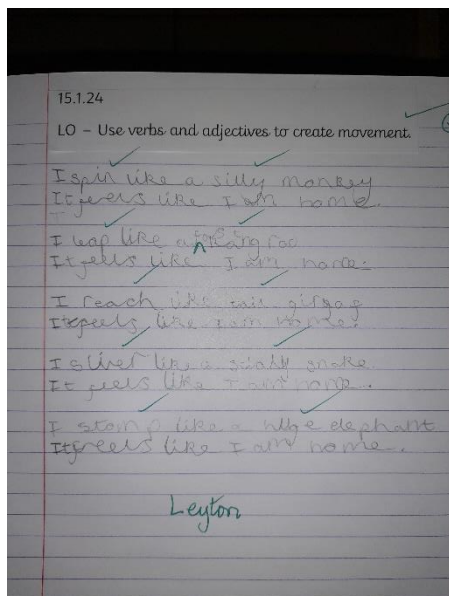 15.1.24
LO – Use verbs and adjectives to create movement.
I spin like a silly monkey
It feels like I am home.
I leap like a kangroo
It feels like I am home.
I reach like
It feels like I am home.
I sliver like a snake
It feels like I am home.
I stomp like a huge elephant
It feels like I am home.
Leyton